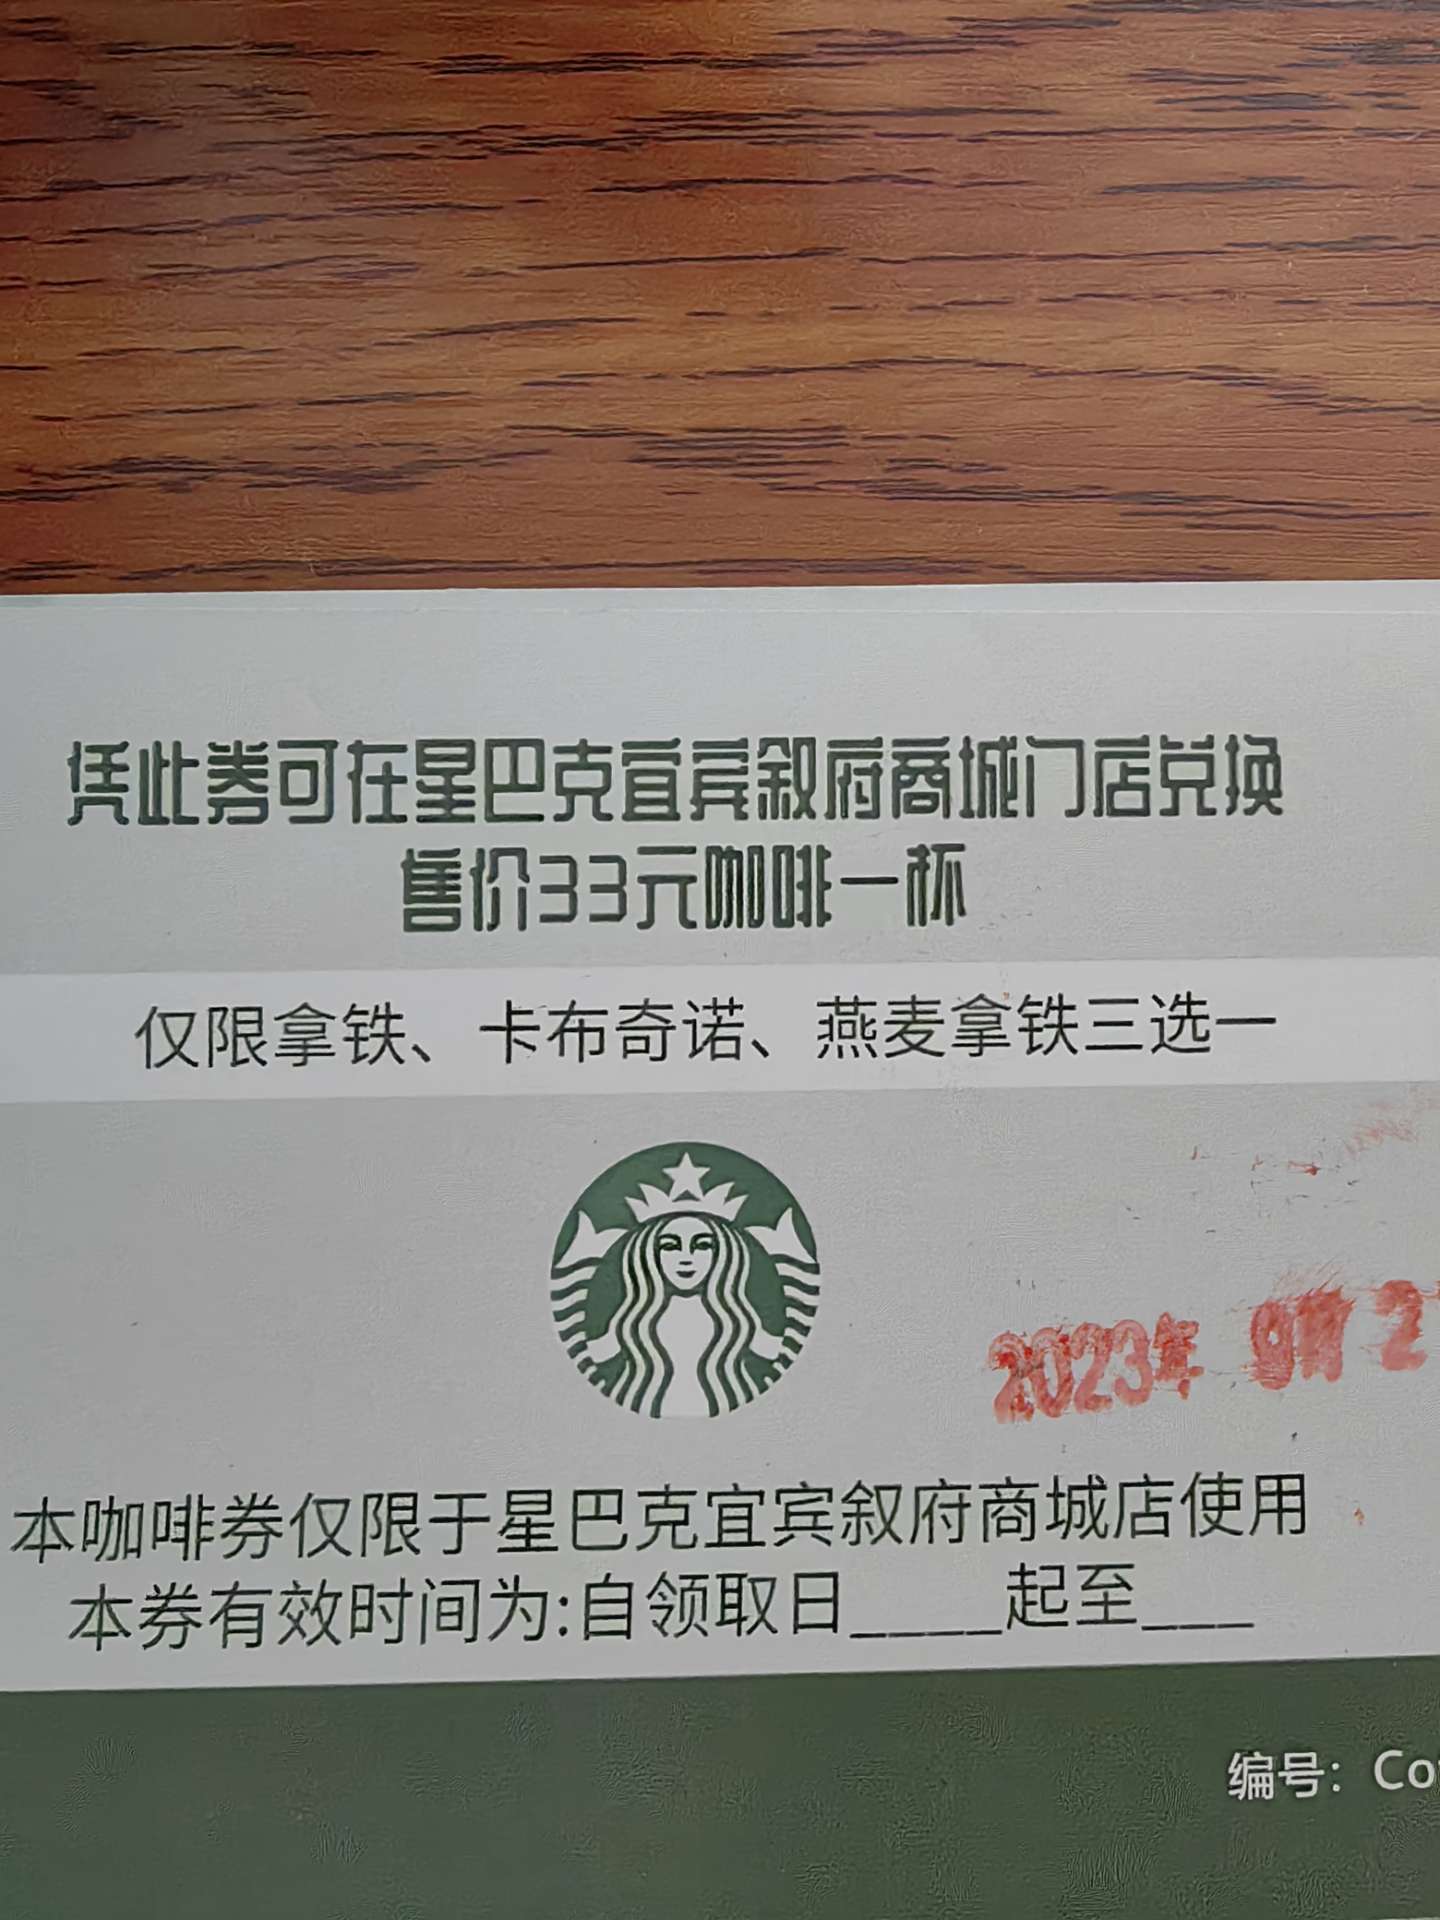 凭此券可在星巴克宜宾叙府商城门店兑换
售价33元咖啡一杯
仅限拿铁、卡布奇诺、燕麦拿铁三选一
2023年 9月 2
本咖啡券仅限于星巴克宜宾叙府商城店使用
本券有效时间为:自领取日____起至___
编号：Co